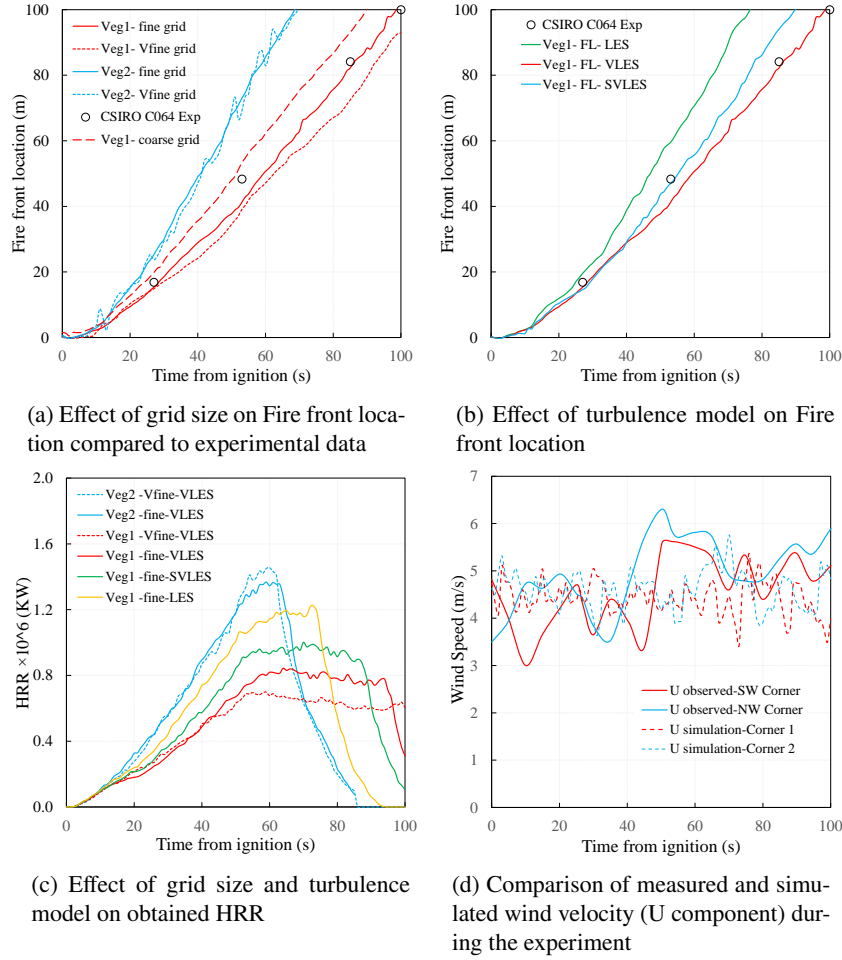 100
80
60
40
20
0
Fire front location (m)
Veg1- fine grid
Veg1- Vfine grid
Veg2- fine grid
Veg2- Vfine grid
CSIRO C064 Exp
Veg1- coarse grid
0 20 40 60 80 100
Time from ignition (s)
(a) Effect of grid size on Fire front loca-
tion compared to experimental data
100
80
60
40
20
0
Fire front location (m)
CSIRO C064 Exp
Veg1- FL- LES
Veg1- FL- VLES
Veg1- FL- SVLES
0 20 40 60 80 100
Time from ignition (s)
(b) Effect of turbulence model on Fire
front location
2.0
1.6
1.2
0.8
0.4
0.0
HRR ×10^6 (KW)
Veg2 -Vfine-VLES
Veg2 -fine-VLES
Veg1 -Vfine-VLES
Veg1 -fine-VLES
Veg1 -fine-SVLES
Veg1 -fine-LES
0 20 40 60 80 100
Time from ignition (s)
(c) Effect of grid size and turbulence
model on obtained HRR
7
6
5
4
3
2
1
0
Wind Speed (m/s)
U observed-SW Corner
U observed-NW Corner
U simulation-Corner 1
U simulation-Corner 2
0 20 40 60 80 100
Time from ignition (s)
(d) Comparison of measured and simu-
lated wind velocity (U component) dur-
ing the experiment